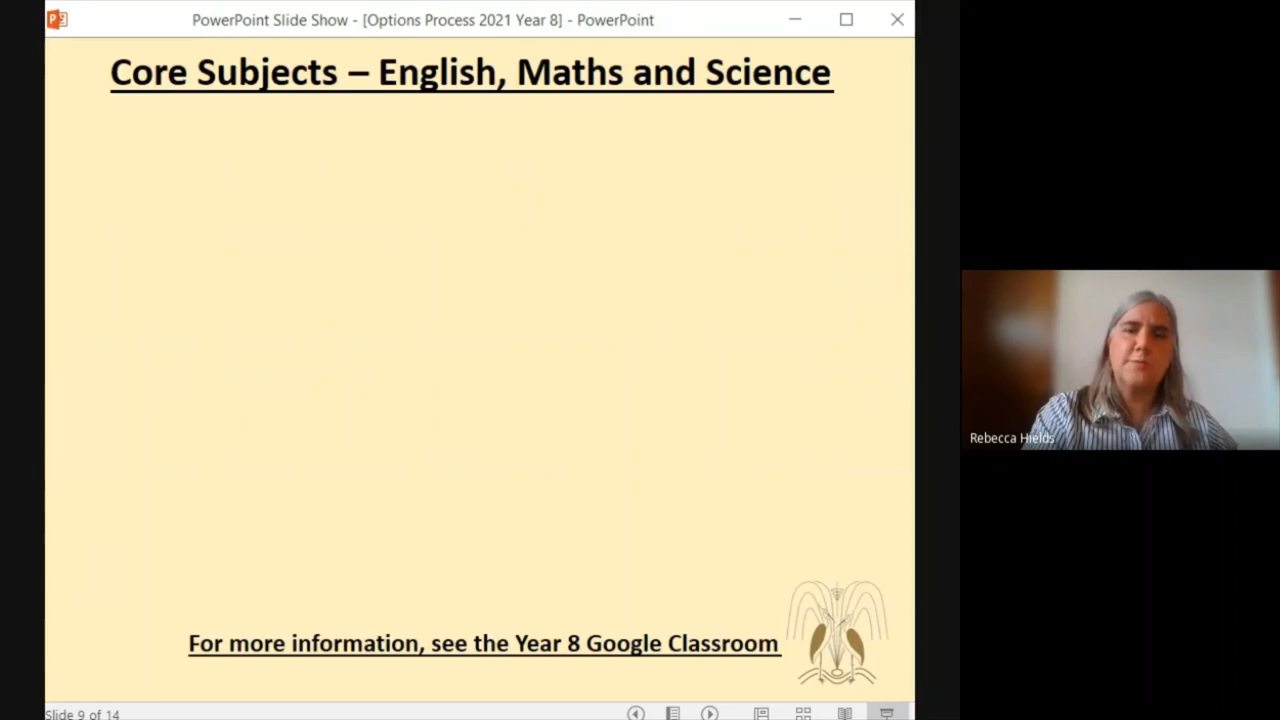 PowerPoint Slide Show - [Options Process 2021 Year 8] - PowerPoint
Core Subjects – English, Maths and Science
Rebecca Hields
For more information, see the Year 8 Google Classroom
Slide 9 of 14